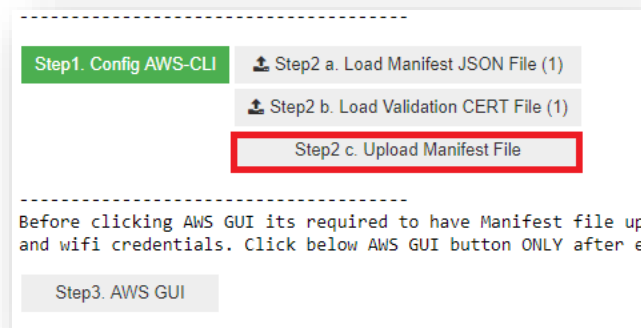 --------------------------------------
Step1. Config AWS-CLI Step2 a. Load Manifest JSON File (1)
Step2 b. Load Validation CERT File (1)
Step2 c. Upload Manifest File
--------------------------------------
Before clicking AWS GUI its required to have Manifest file
and wifi credentials. Click below AWS GUI button ONLY after
Step3. AWS GUI